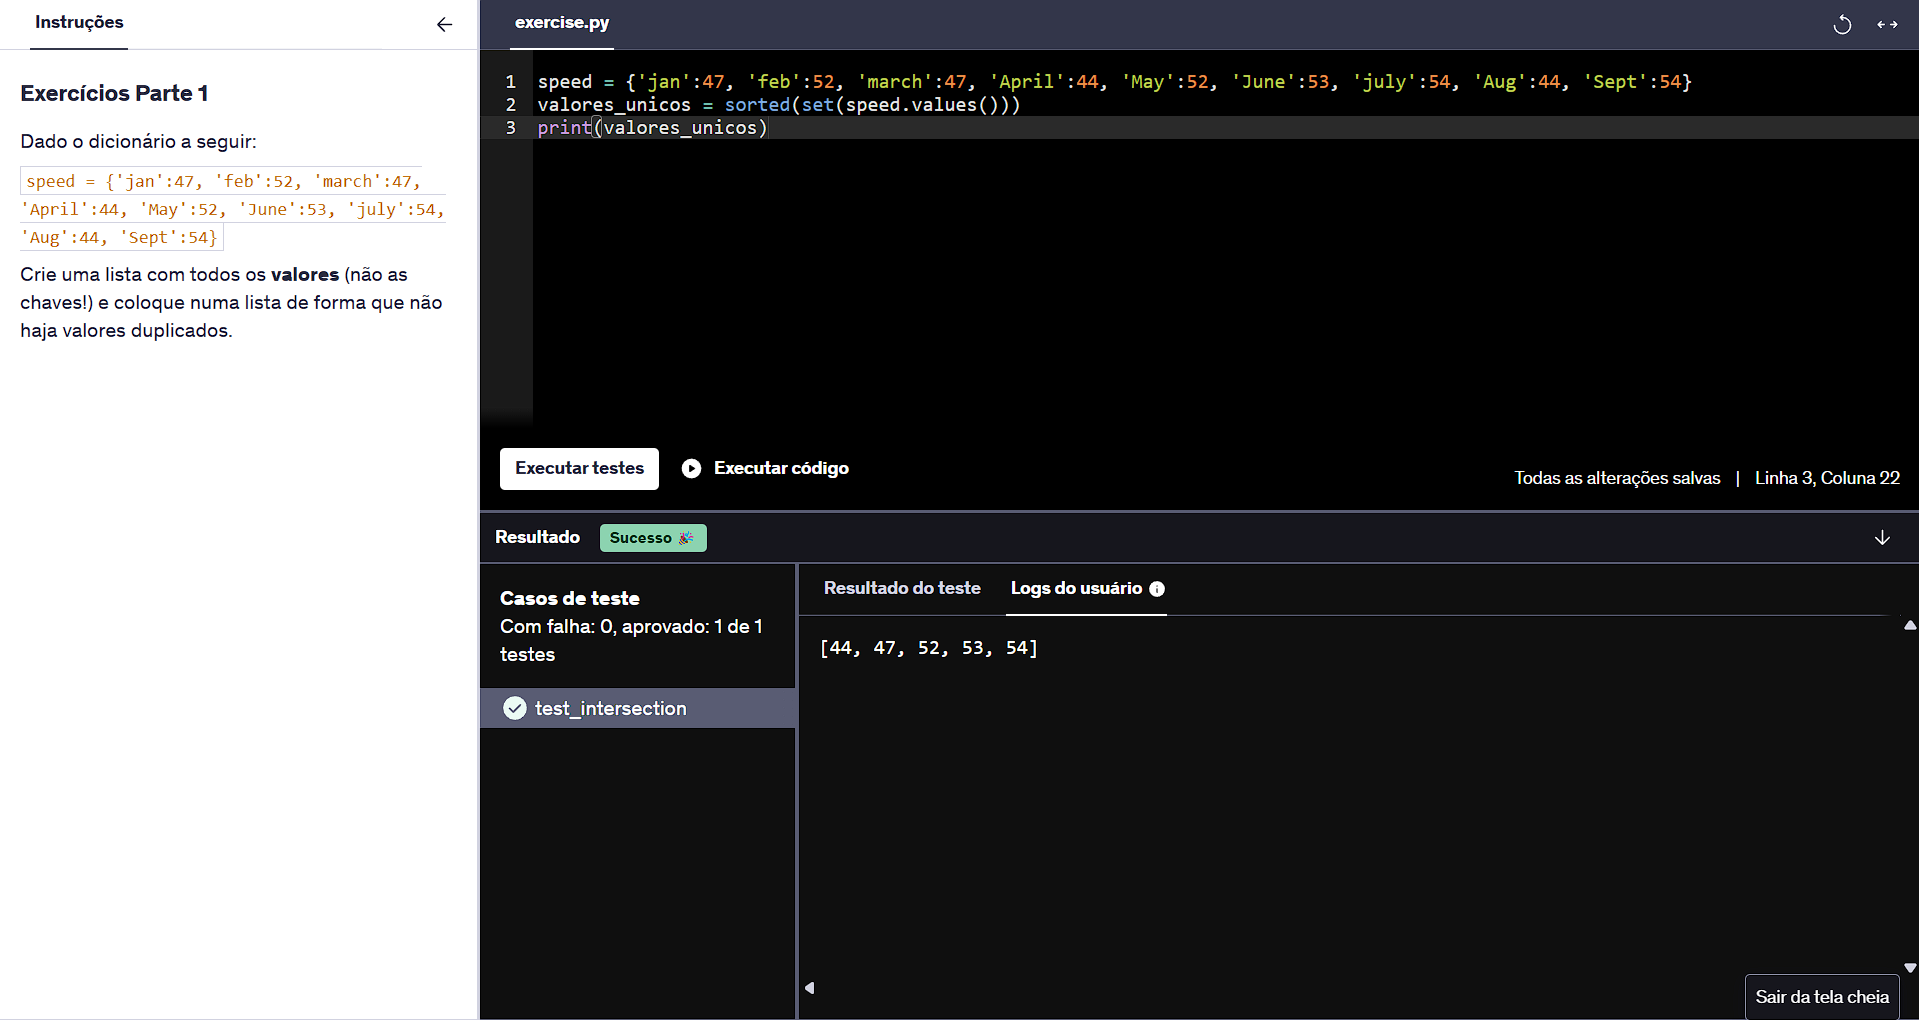 Instruções
Exercícios Parte 1
Dado o dicionário a seguir:
speed = {'jan':47, 'feb':52, 'march':47,
'April':44, 'May':52, 'June':53, 'july':54,
'Aug':44, 'Sept':54}
Crie uma lista com todos os valores (não as
chaves!) e coloque numa lista de forma que não
haja valores duplicados.
exercise.py
1 speed = {'jan':47, 'feb':52, 'march':47, 'April':44, 'May':52, 'June':53, 'july':54, 'Aug':44, 'Sept':54}
2 valores_unicos = sorted(set(speed.values()))
3 print(valores_unicos)
Executar testes Executar código
Todas as alterações salvas | Linha 3, Coluna 22
Resultado Sucesso
Casos de teste
Com falha: 0, aprovado: 1 de 1
testes
test_intersection
Resultado do teste Logs do usuário
[44, 47, 52, 53, 54]
Sair da tela cheia